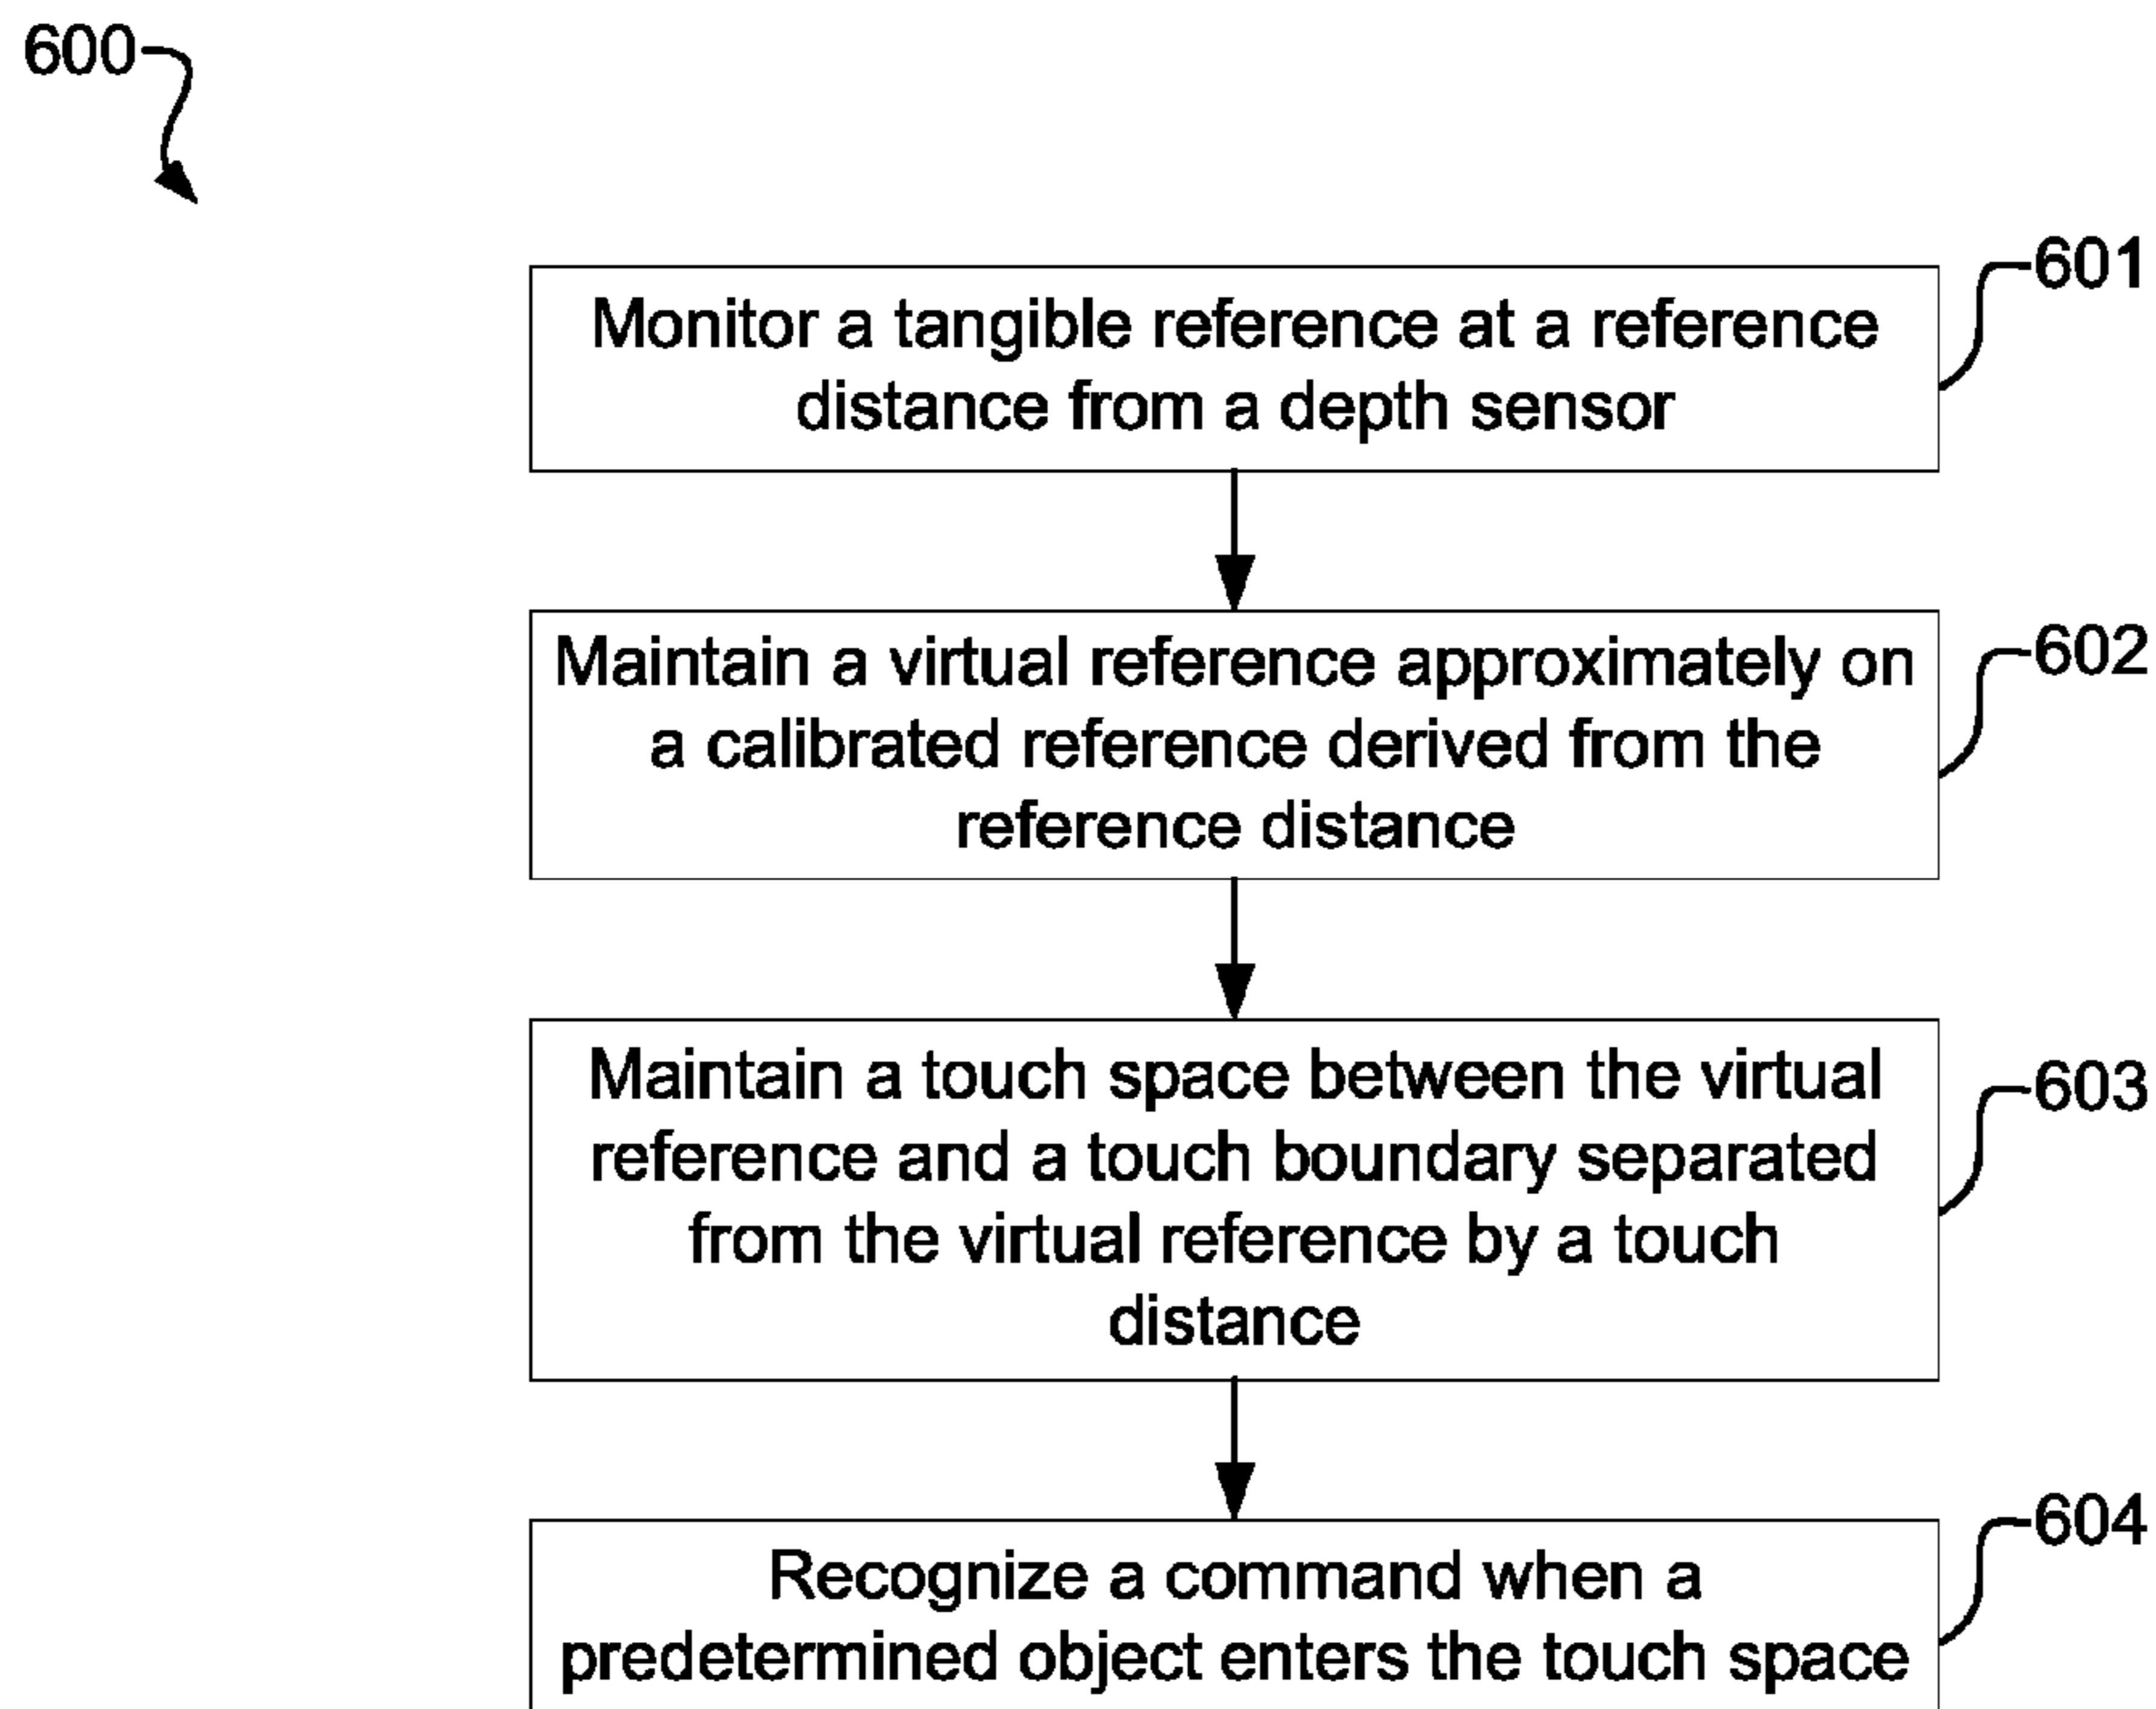 600
601
Monitor a tangible reference at a reference
distance from a depth sensor
602
Maintain a virtual reference approximately on
a calibrated reference derived from the
reference distance
603
Maintain a touch space between the virtual
reference and a touch boundary separated
from the virtual reference by a touch
distance
604
Recognize a command when a
predetermined object enters the touch space